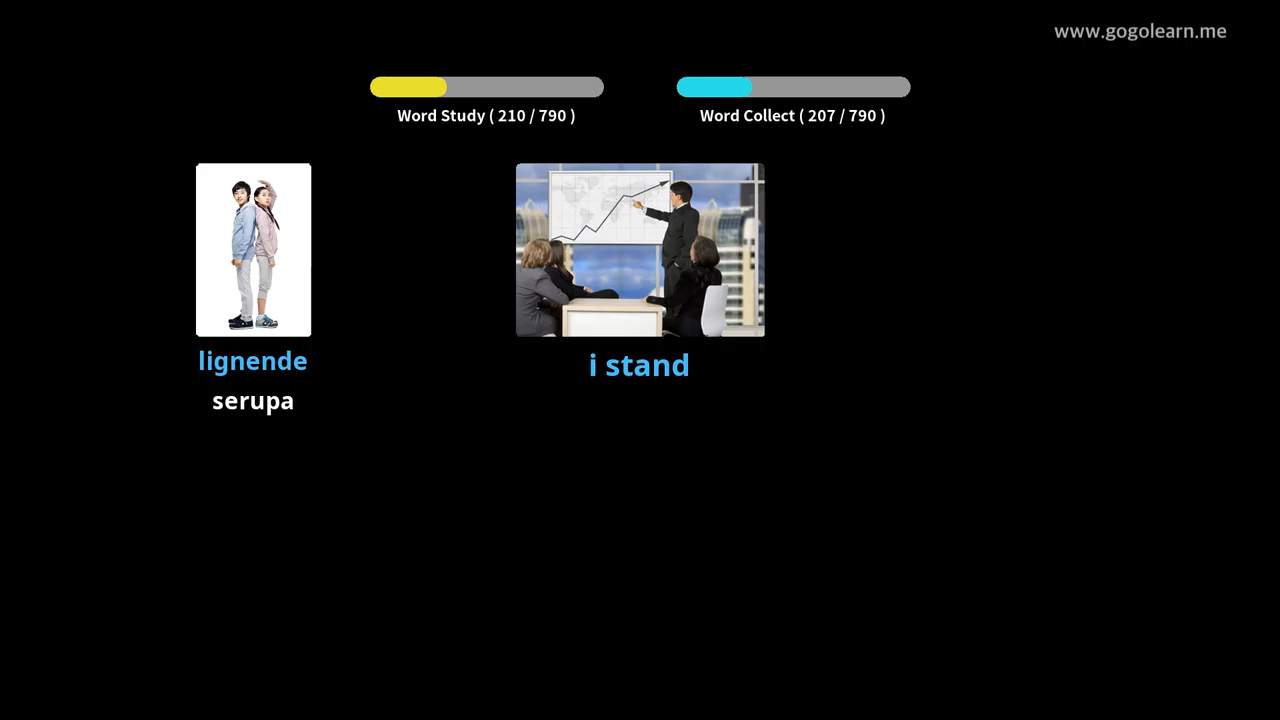 www.gogolearn.me
Word Study ( 210 / 790 )
Word Collect ( 207 / 790 )
lignende
serupa
i stand